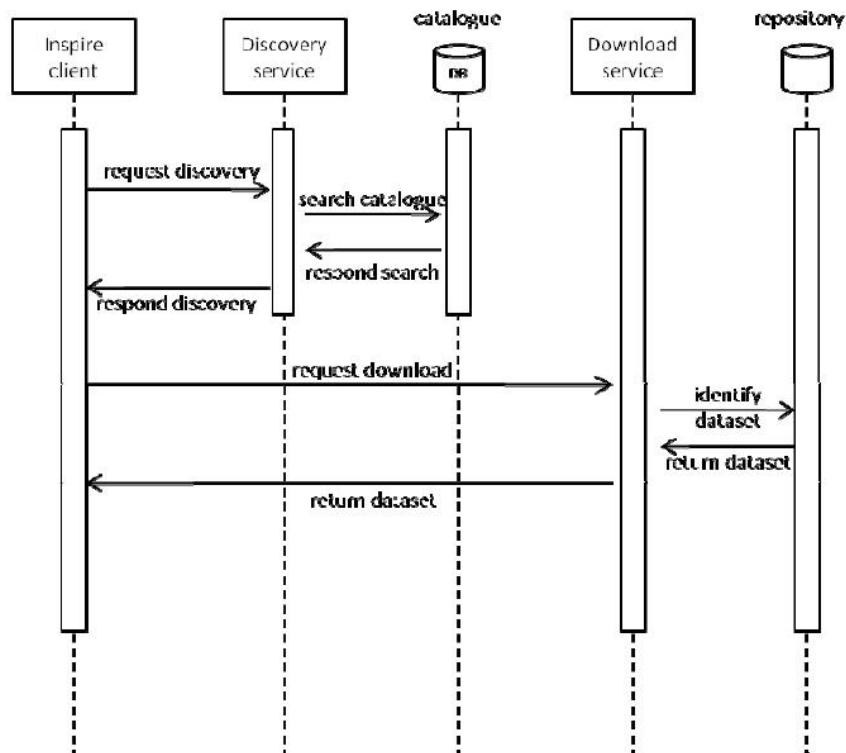 catalogue
repository
Inspire
client
Discovery
service
DB
Download
service
request discovery
search catalogue
respond search
respond discovery
request download
identify
dataset
return dataset
return dataset